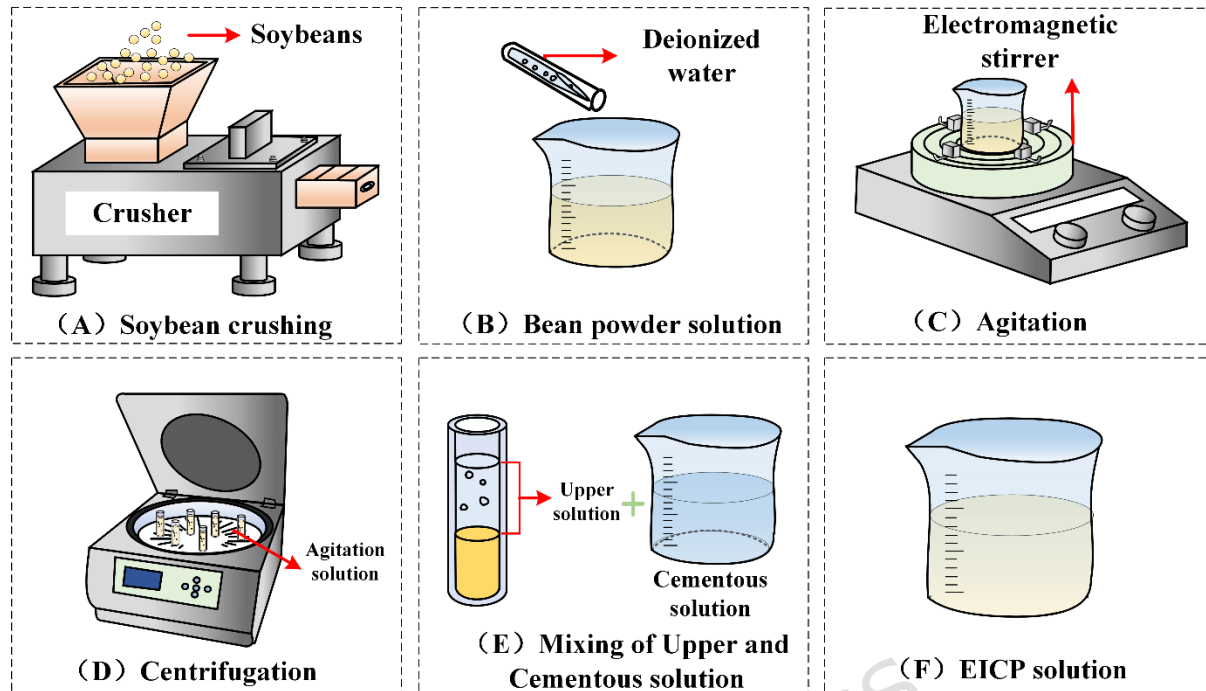 Soybeans
Crusher
（A）Soybean crushing
Deionized
water
（B）Bean powder solution
Electromagnetic
stirrer
（C）Agitation
Agitation
solution
（D）Centrifugation
Upper
solution
+
Cementous
solution
（E）Mixing of Upper and
Cementous solution
（F）EICP solution